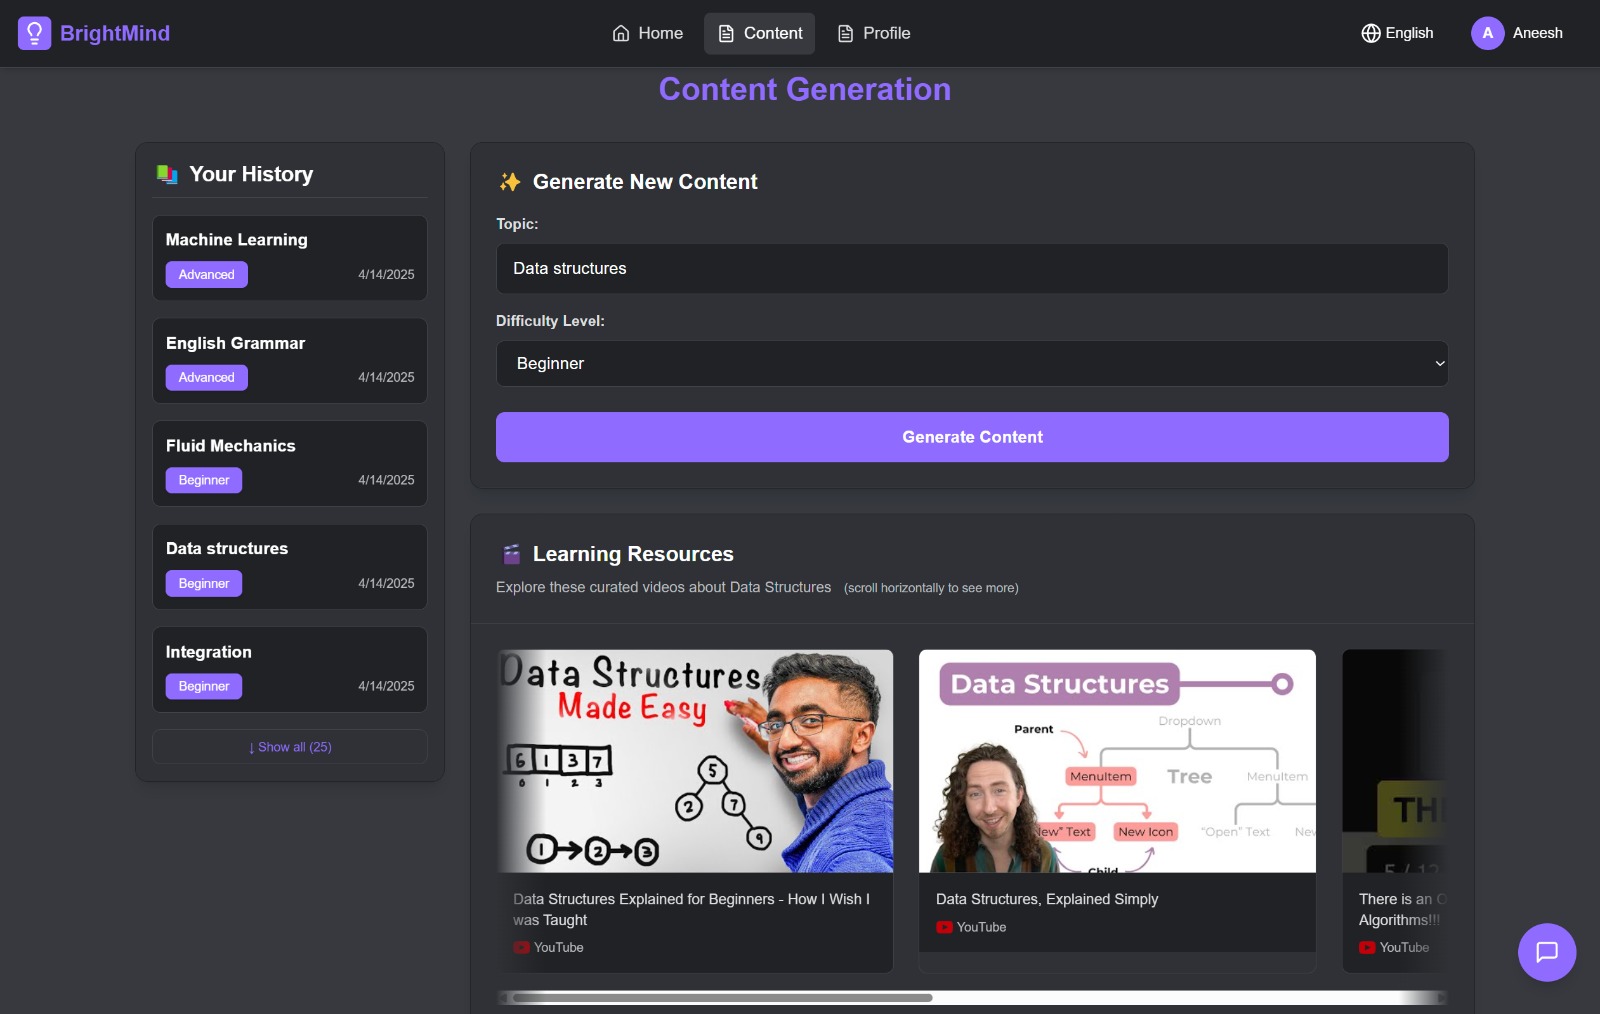 BrightMind
Home
Content
Profile
English
A
Aneesh
Content Generation
Your History
Machine Learning
Advanced
4/14/2025
English Grammar
Advanced
4/14/2025
Fluid Mechanics
Beginner
4/14/2025
Data structures
Beginner
4/14/2025
Integration
Beginner
4/14/2025
↓ Show all (25)
Generate New Content
Topic:
Data structures
Difficulty Level:
Beginner
Generate Content
Learning Resources
Explore these curated videos about Data Structures (scroll horizontally to see more)
Data Structures
Made Easy
6 1 3 7
0 1 2 3
5
2 7
9
1 2 3
Data Structures Explained for Beginners - How I Wish I
was Taught
YouTube
Data Structures
Dropdown
Parent
MenuItem
Tree
MenuItem
New" Text
New Icon
"Open" Text
New
Child
Data Structures, Explained Simply
YouTube
TH
5 / 12
There is an O
Algorithms!!!
YouTube